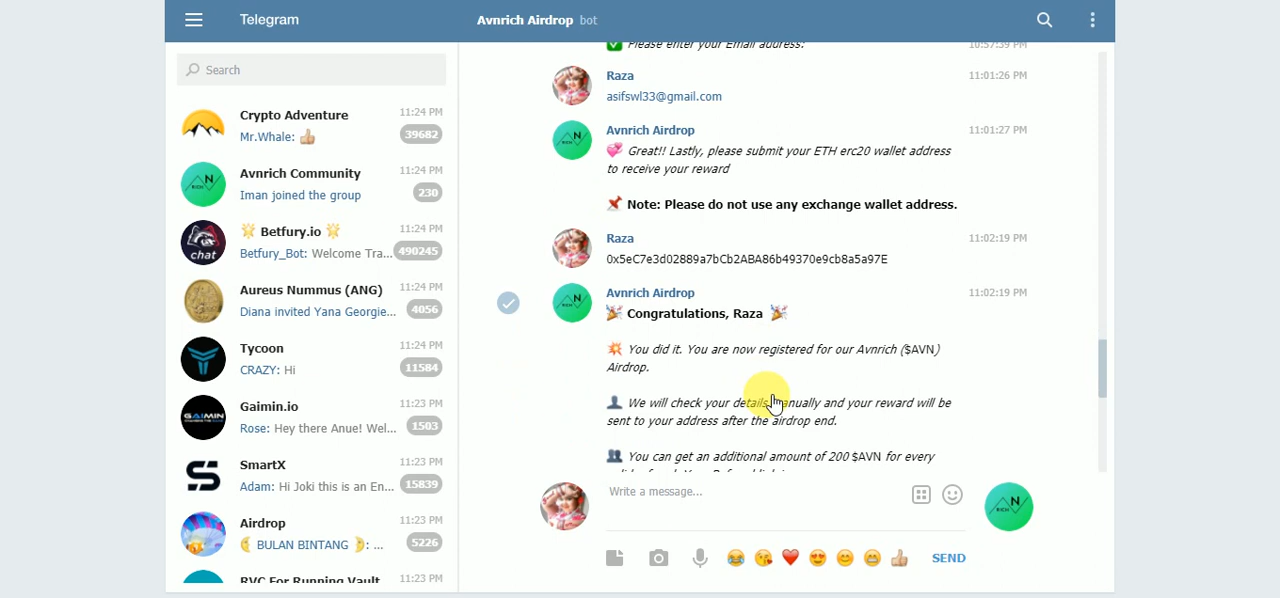 Telegram
Avnrich Airdrop bot
Search
Crypto Adventure 11:24 PM
Mr.Whale: 👍🏼 39682
Avnrich Community 11:24 PM
Iman joined the group 230
🌟 Betfury.io 🌟 11:24 PM
Betfury_Bot: Welcome Tra... 490245
Aureus Nummus (ANG) 11:24 PM
Diana invited Yana Georgie... 4056
Tycoon 11:24 PM
CRAZY: Hi 11584
Gaimin.io 11:23 PM
Rose: Hey there Anue! Wel... 1503
SmartX 11:23 PM
Adam: Hi Joki this is an En... 15839
Airdrop 11:23 PM
🌜 BULAN BINTANG 🌛: ... 5226
RVC For Running Vault 11:23 PM
✅ Please enter your Email address: 10:57:39 PM
Raza 11:01:26 PM
asifswl33@gmail.com
Avnrich Airdrop 11:01:27 PM
💞 Great!! Lastly, please submit your ETH erc20 wallet address
to receive your reward
📌 Note: Please do not use any exchange wallet address.
Raza 11:02:19 PM
0x5eC7e3d02889a7bCb2ABA86b49370e9cb8a5a97E
Avnrich Airdrop 11:02:19 PM
🎉 Congratulations, Raza 🎉
💥 You did it. You are now registered for our Avnrich ($AVN)
Airdrop.
👤 We will check your details manually and your reward will be
sent to your address after the airdrop end.
👥 You can get an additional amount of 200 $AVN for every
Write a message...
SEND